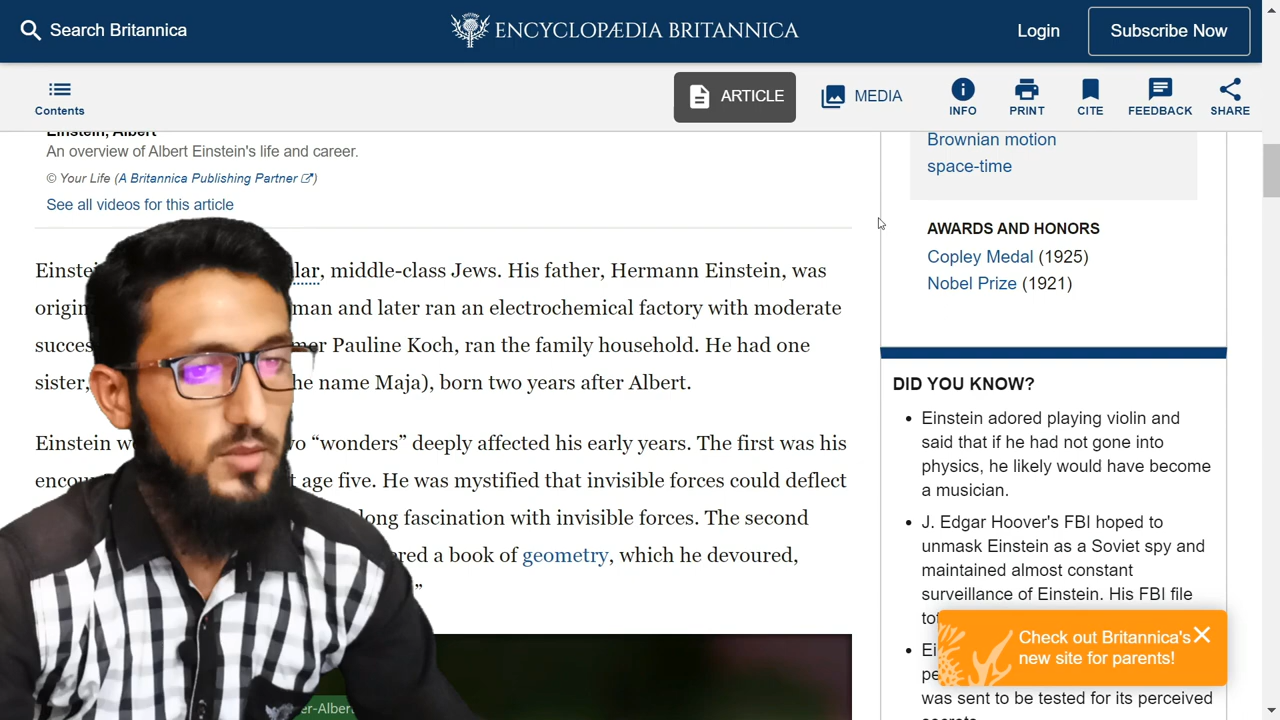 Search Britannica
ENCYCLOPÆDIA BRITANNICA
Login
Subscribe Now
Contents
ARTICLE
MEDIA
INFO
PRINT
CITE
FEEDBACK
SHARE
Einstein, Albert
An overview of Albert Einstein's life and career.
© Your Life (A Britannica Publishing Partner)
See all videos for this article
middle-class Jews. His father, Hermann Einstein, was
and later ran an electrochemical factory with moderate
Pauline Koch, ran the family household. He had one
sister, name Maja), born two years after Albert.
Einstein “wonders” deeply affected his early years. The first was his
age five. He was mystified that invisible forces could deflect
fascination with invisible forces. The second
a book of geometry, which he devoured,
”
Brownian motion
space-time
AWARDS AND HONORS
Copley Medal (1925)
Nobel Prize (1921)
DID YOU KNOW?
• Einstein adored playing violin and
said that if he had not gone into
physics, he likely would have become
a musician.
• J. Edgar Hoover's FBI hoped to
unmask Einstein as a Soviet spy and
maintained almost constant
surveillance of Einstein. His FBI file
•
was sent to be tested for its perceived
Check out Britannica's
new site for parents!